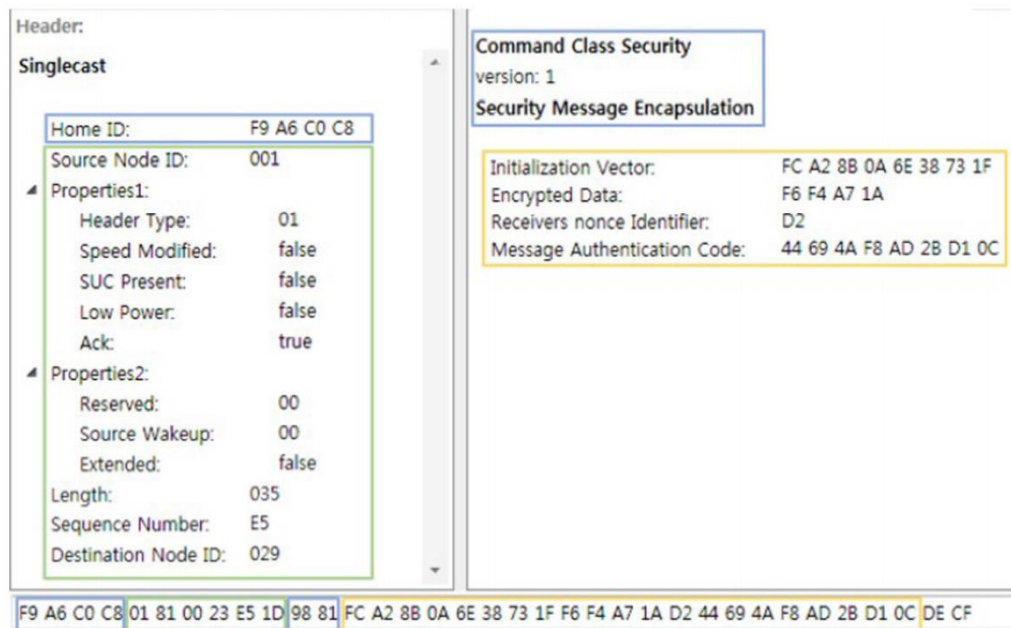 Header:
Singlecast
Home ID: F9 A6 C0 C8
Source Node ID: 001
Properties1:
Header Type: 01
Speed Modified: false
SUC Present: false
Low Power: false
Ack: true
Properties2:
Reserved: 00
Source Wakeup: 00
Extended: false
Length: 035
Sequence Number: E5
Destination Node ID: 029
Command Class Security
version: 1
Security Message Encapsulation
Initialization Vector: FC A2 8B 0A 6E 38 73 1F
Encrypted Data: F6 F4 A7 1A
Receivers nonce Identifier: D2
Message Authentication Code: 44 69 4A F8 AD 2B D1 0C
F9 A6 C0 C8 01 81 00 23 E5 1D 98 81 FC A2 8B 0A 6E 38 73 1F F6 F4 A7 1A D2 44 69 4A F8 AD 2B D1 0C DE CF